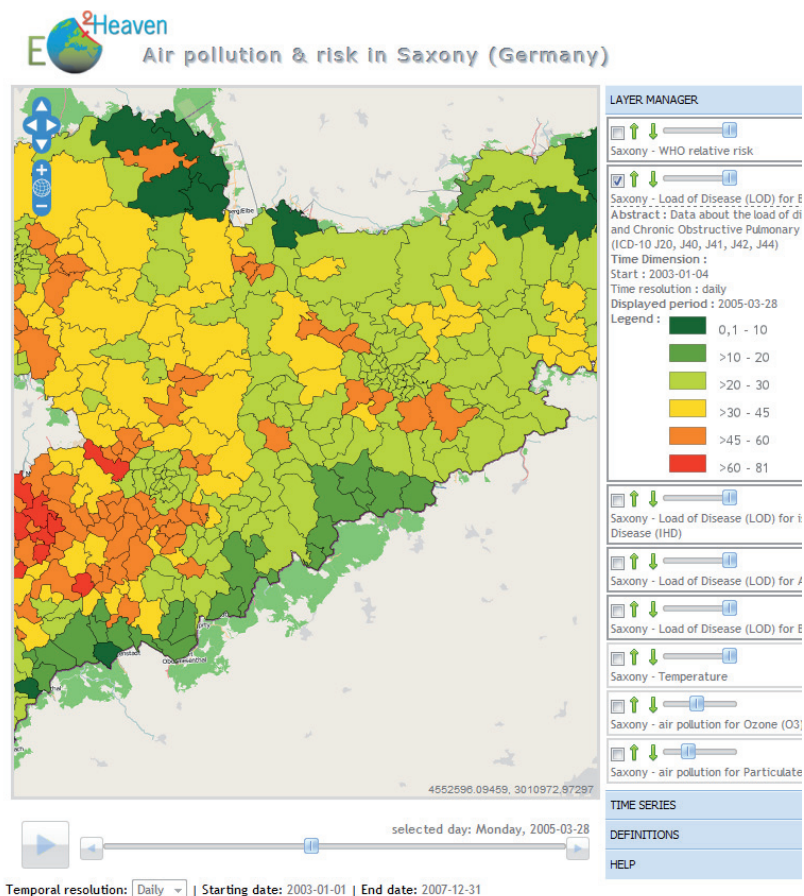 EO2Heaven
Air pollution & risk in Saxony (Germany)
LAYER MANAGER
Saxony - WHO relative risk
Saxony - Load of Disease (LOD) for B
Abstract : Data about the load of di
and Chronic Obstructive Pulmonary
(ICD-10 J20, J40, J41, J42, J44)
Time Dimension :
Start : 2003-01-04
Time resolution : daily
Displayed period : 2005-03-28
Legend :
0,1 - 10
>10 - 20
>20 - 30
>30 - 45
>45 - 60
>60 - 81
Saxony - Load of Disease (LOD) for i
Disease (IHD)
Saxony - Load of Disease (LOD) for A
Saxony - Load of Disease (LOD) for B
Saxony - Temperature
Saxony - air pollution for Ozone (O3)
Saxony - air pollution for Particulate
TIME SERIES
DEFINITIONS
HELP
4552596.09459, 3010972.97297
selected day: Monday, 2005-03-28
Temporal resolution: Daily | Starting date: 2003-01-01 | End date: 2007-12-31